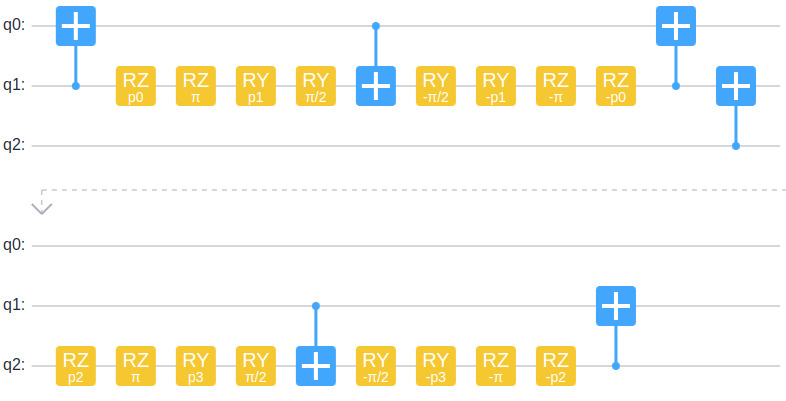 q0:
q1:
RZ p0 RZ π RY p1 RY π/2 RY -π/2 RY -p1 RZ -π RZ -p0
q2:
q0:
q1:
q2:
RZ p2 RZ π RY p3 RY π/2 RY -π/2 RY -p3 RZ -π RZ -p2